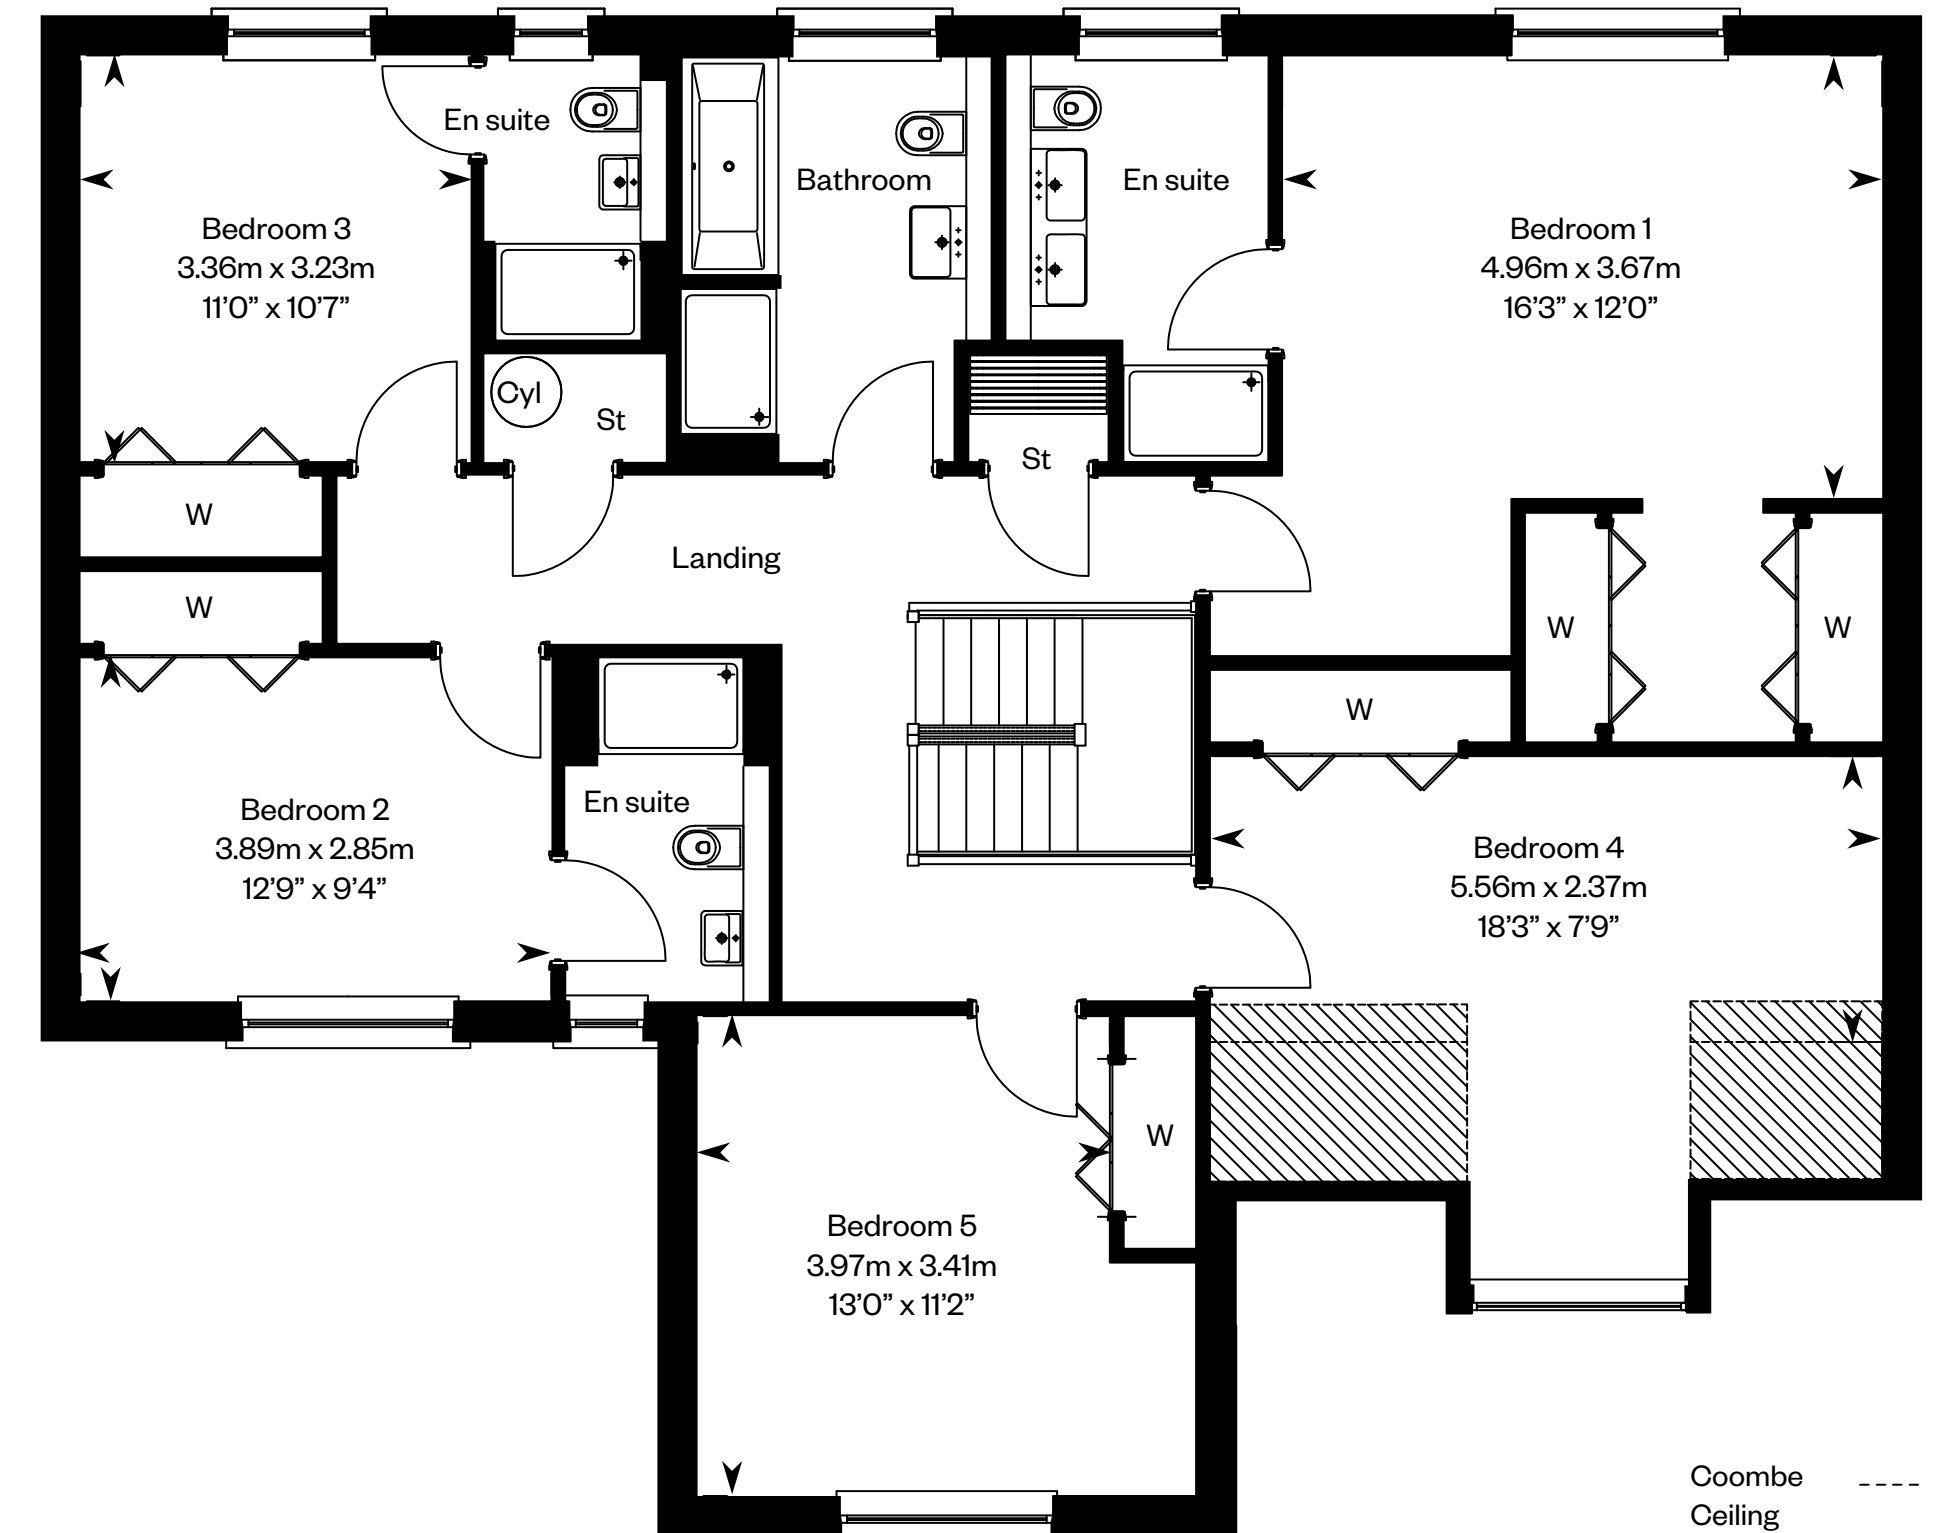 En suite
Bathroom
En suite
Bedroom 3
3.36m x 3.23m
11’0” x 10’7”
Bedroom 1
4.96m x 3.67m
16’3” x 12’0”
Cyl
St
St
W
Landing
W
W
W
W
Bedroom 2
3.89m x 2.85m
12’9” x 9’4”
En suite
Bedroom 4
5.56m x 2.37m
18’3” x 7’9”
W
Bedroom 5
3.97m x 3.41m
13’0” x 11’2”
Coombe
Ceiling